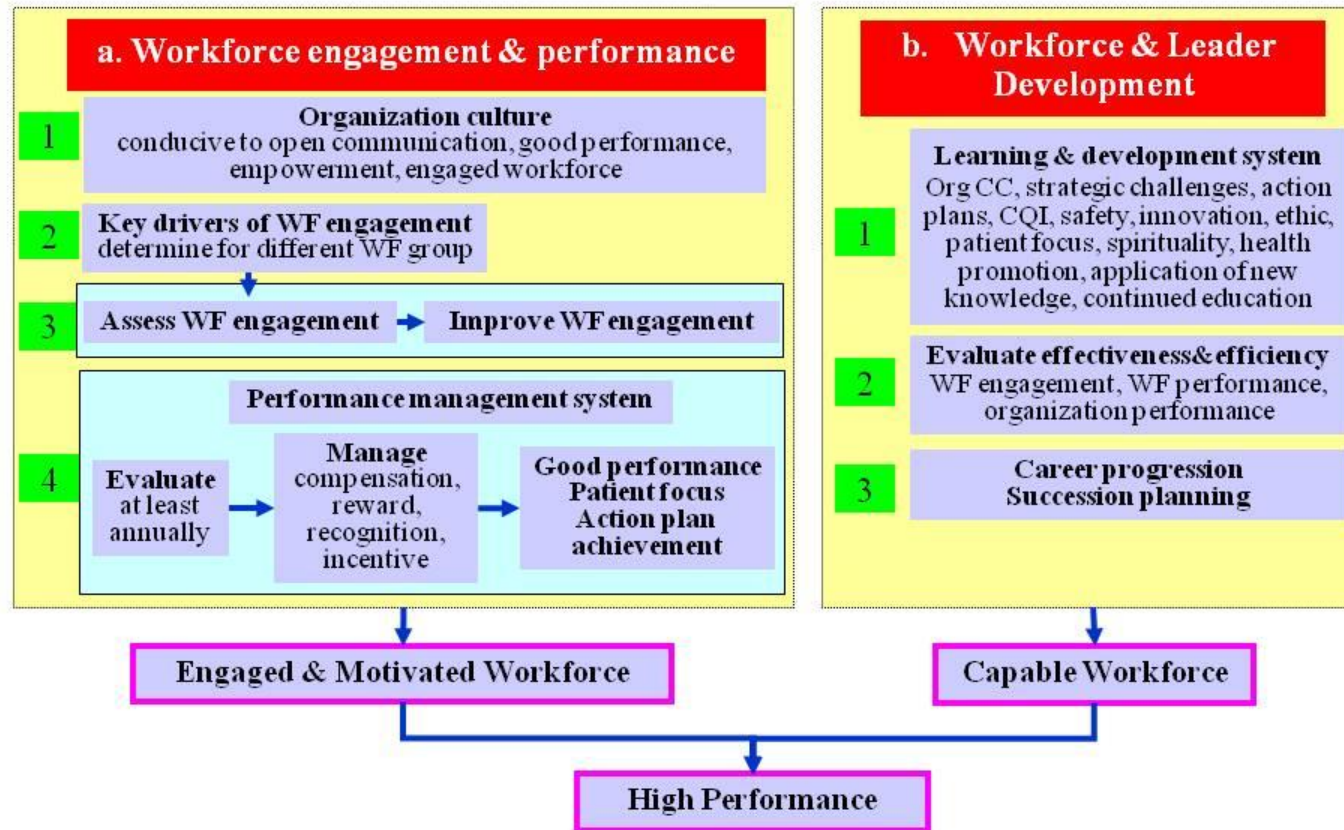 a. Workforce engagement & performance
1
Organization culture
conducive to open communication, good performance,
empowerment, engaged workforce
2
Key drivers of WF engagement
determine for different WF group
3
Assess WF engagement
Improve WF engagement
4
Performance management system
Evaluate
at least
annually
Manage
compensation,
reward,
recognition,
incentive
Good performance
Patient focus
Action plan
achievement
b. Workforce & Leader
Development
1
Learning & development system
Org CC, strategic challenges, action
plans, CQI, safety, innovation, ethic,
patient focus, spirituality, health
promotion, application of new
knowledge, continued education
2
Evaluate effectiveness&efficiency
WF engagement, WF performance,
organization performance
3
Career progression
Succession planning
Engaged & Motivated Workforce
Capable Workforce
High Performance